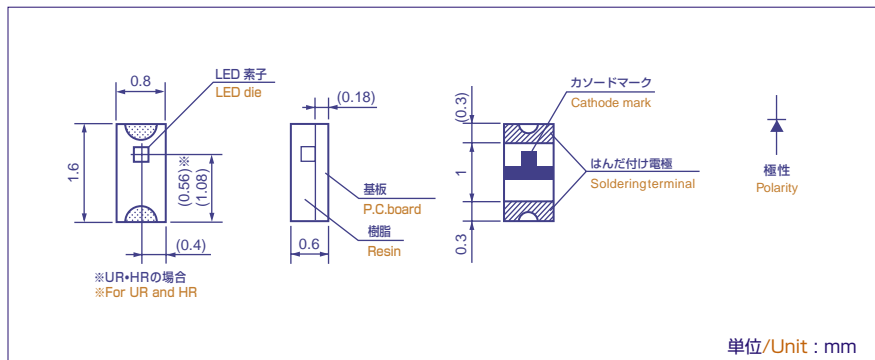 0.8
LED 素子
LED die
1.6
(0.56)※
(1.08)
(0.4)
※UR•HRの場合
※For UR and HR
(0.18)
基板
P.C.board
樹脂
Resin
0.6
カソードマーク
Cathode mark
(0.3)
1
0.3
はんだ付け電極
Soldering terminal
極性
Polarity
単位/Unit : mm